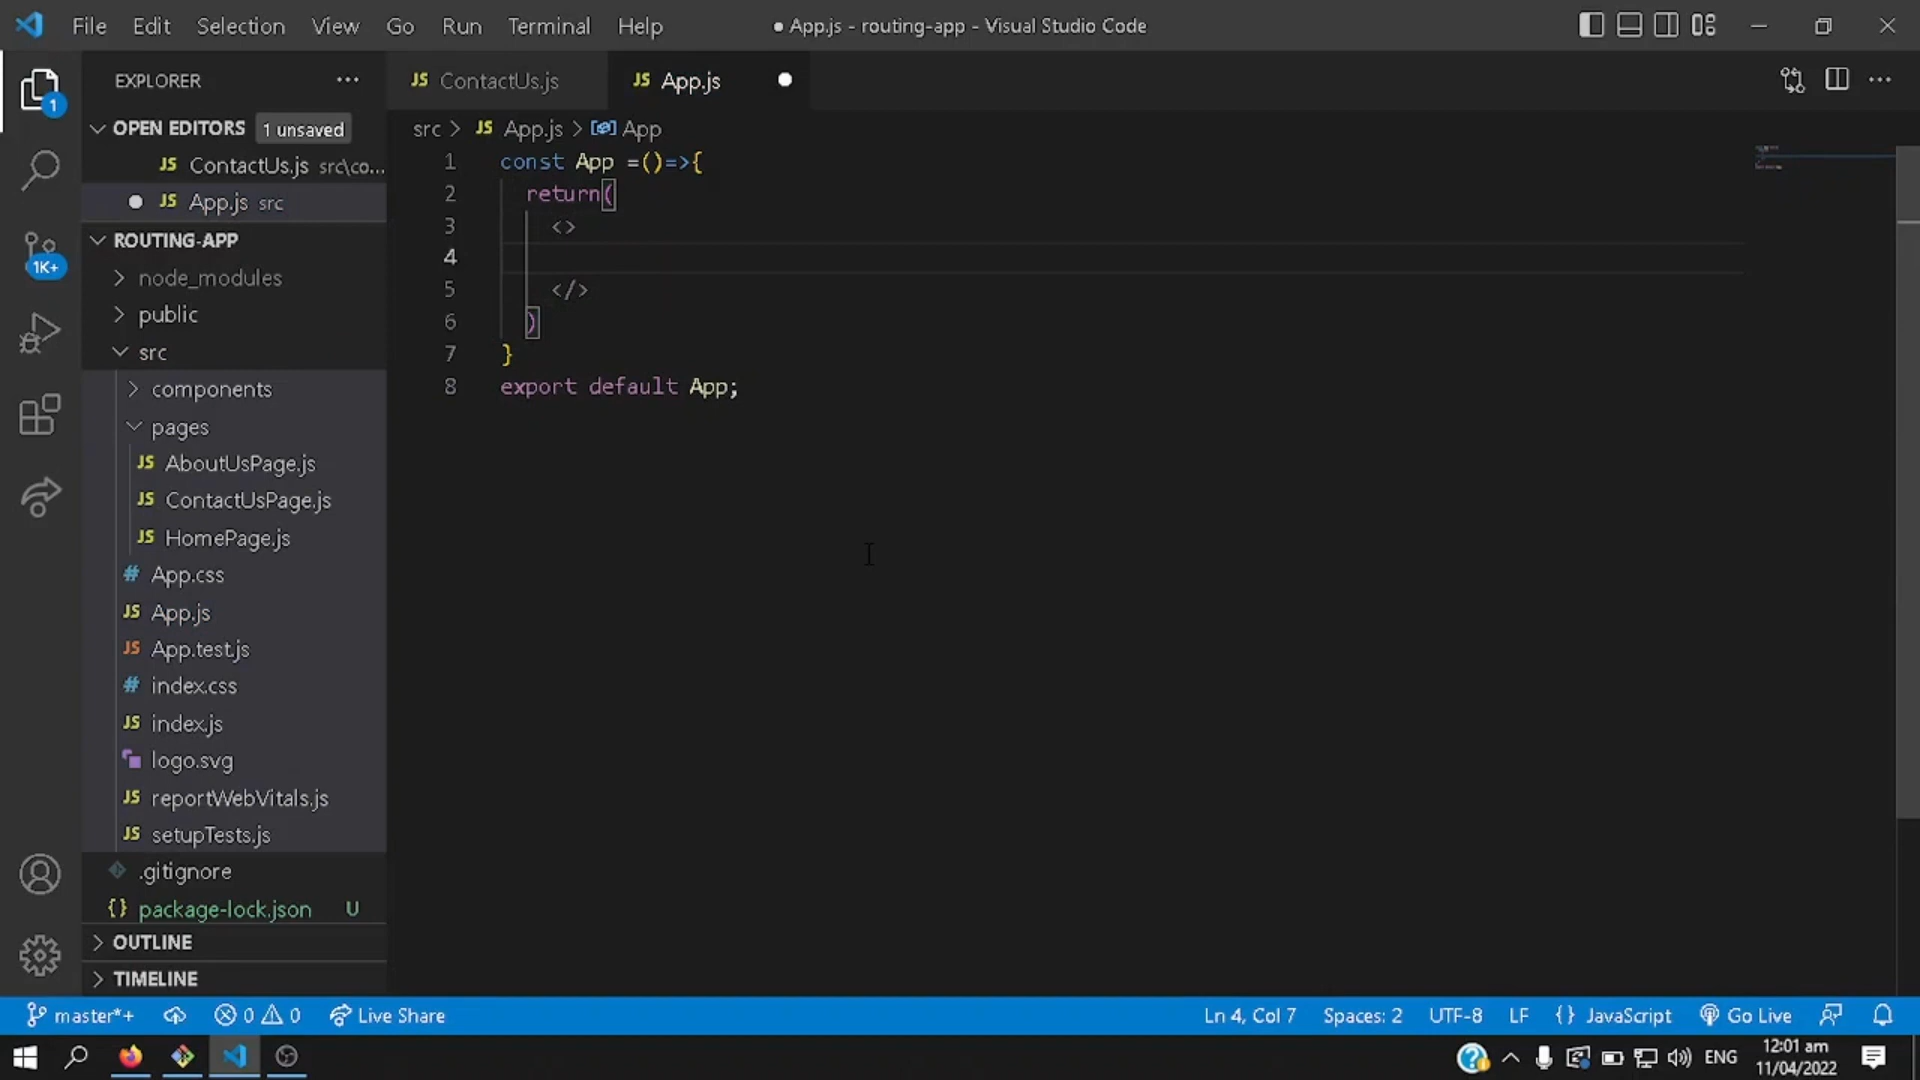 File Edit Selection View Go Run Terminal Help
● App.js - routing-app - Visual Studio Code
EXPLORER
OPEN EDITORS 1 unsaved
JS ContactUs.js src\co...
● JS App.js src
ROUTING-APP
node_modules
public
src
components
pages
JS AboutUsPage.js
JS ContactUsPage.js
JS HomePage.js
# App.css
JS App.js
JS App.test.js
# index.css
JS index.js
logo.svg
JS reportWebVitals.js
JS setupTests.js
.gitignore
{} package-lock.json U
OUTLINE
TIMELINE
1
1K+
JS ContactUs.js
JS App.js ●
src > JS App.js > App
1 const App =()=>{
2 return(
3 <>
4
5 </>
6 )
7 }
8 export default App;
master*+ 0 0 Live Share
Ln 4, Col 7 Spaces: 2 UTF-8 LF {} JavaScript Go Live
ENG
12:01 am
11/04/2022